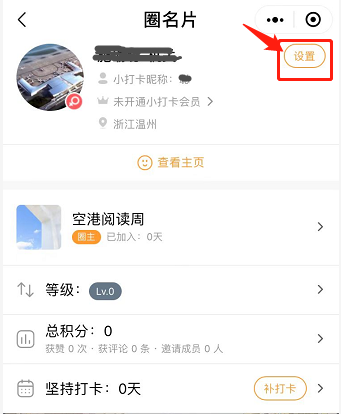 圈名片
设置
小打卡昵称:
未开通小打卡会员
浙江温州
查看主页
空港阅读周
圈主 已加入：0天
等级： Lv.0
总积分：0
获赞 0 次 · 获评论 0 条 · 邀请成员 0 人
坚持打卡：0天 补打卡